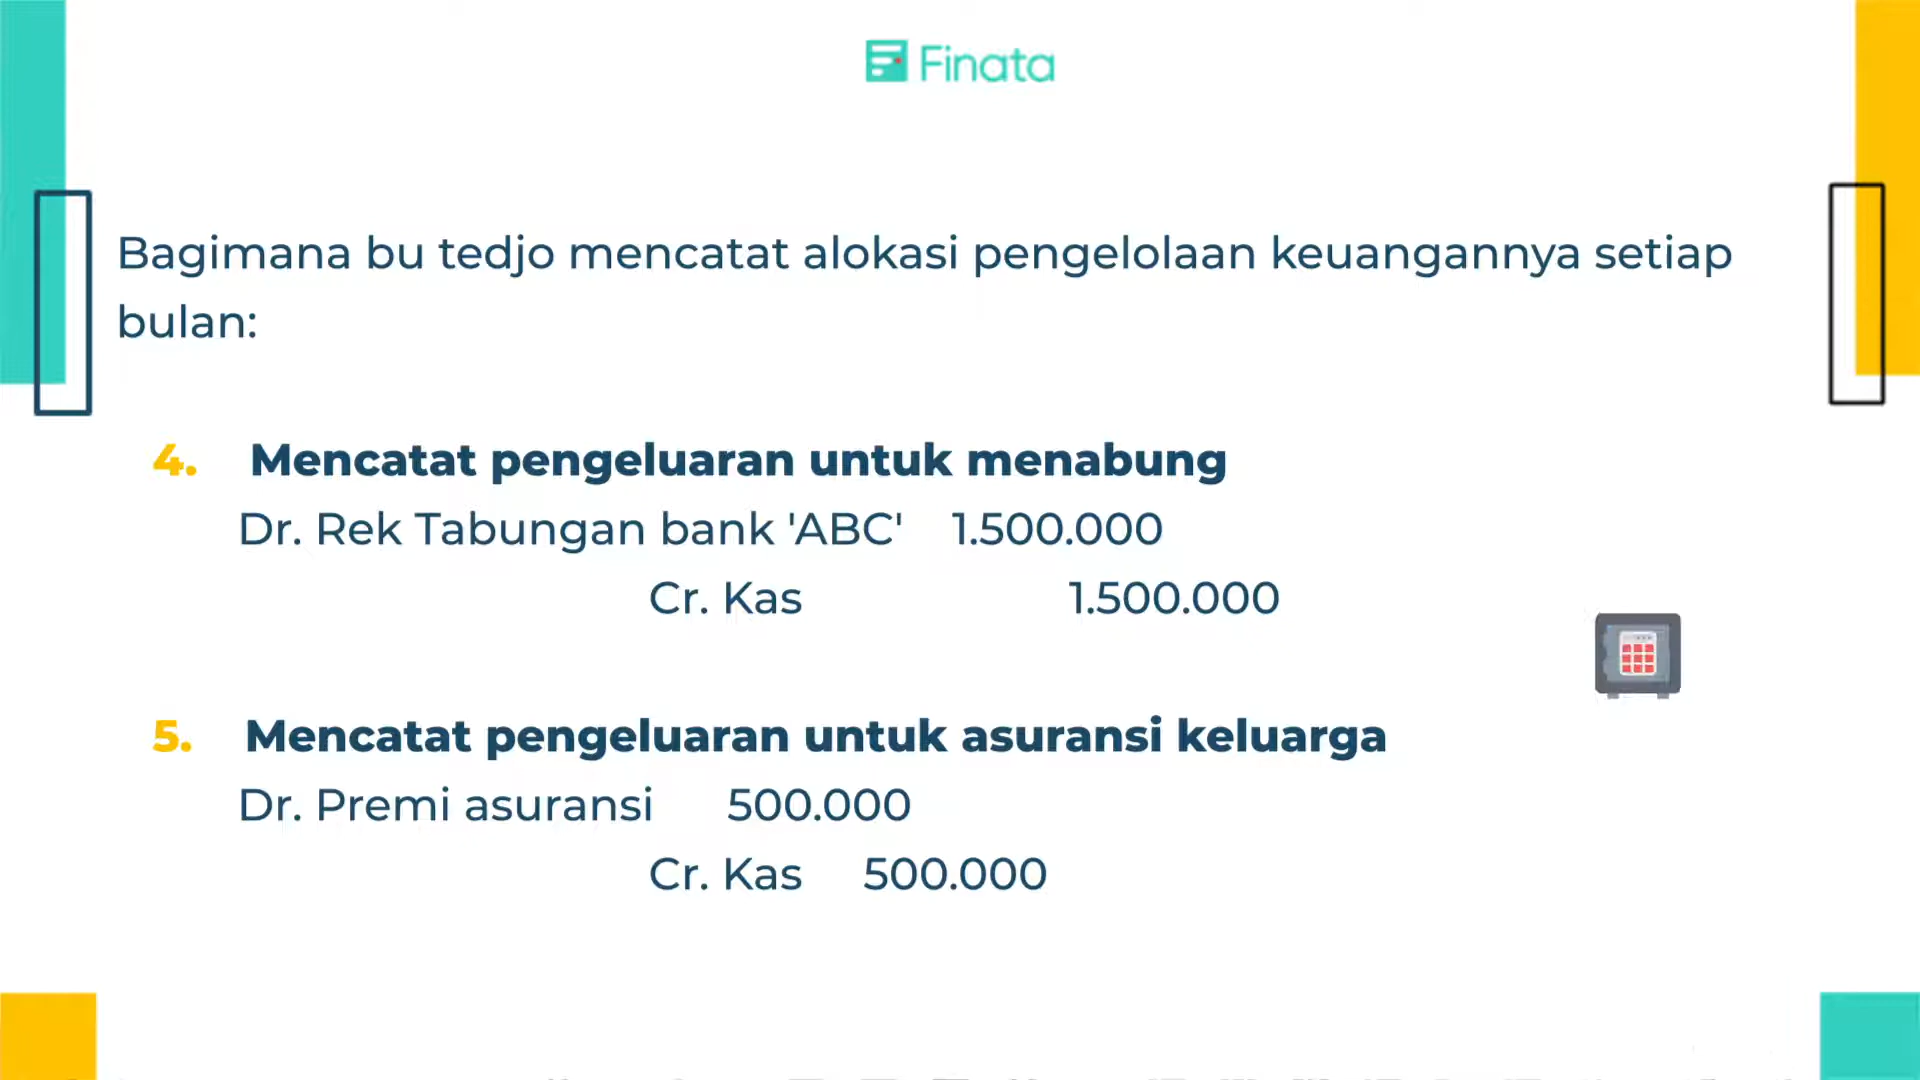 Finata
Bagimana bu tedjo mencatat alokasi pengelolaan keuangannya setiap
bulan:
4. Mencatat pengeluaran untuk menabung
Dr. Rek Tabungan bank 'ABC' 1.500.000
Cr. Kas 1.500.000
5. Mencatat pengeluaran untuk asuransi keluarga
Dr. Premi asuransi 500.000
Cr. Kas 500.000